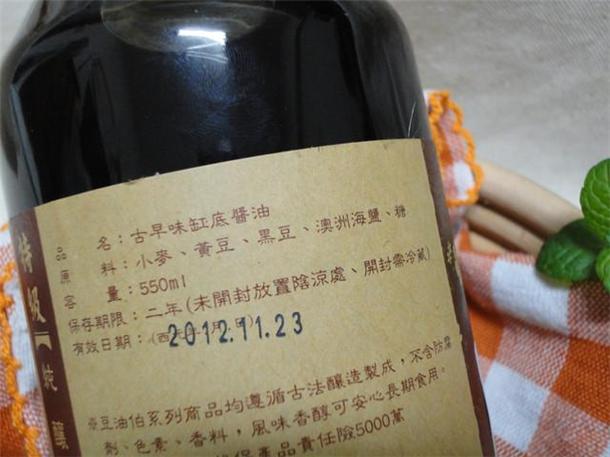 品名：古早味缸底醬油
原料：小麥、黃豆、黑豆、澳洲海鹽、糖
容量：550ml
保存期限：二年(未開封放置陰涼處、開封需冷藏)
有效日期：(西 2012.11.23
※豆油伯系列商品均遵循古法釀造製成，不含防腐
劑、色素、香料，風味香醇可安心長期食用。
產品責任險5000萬
特級